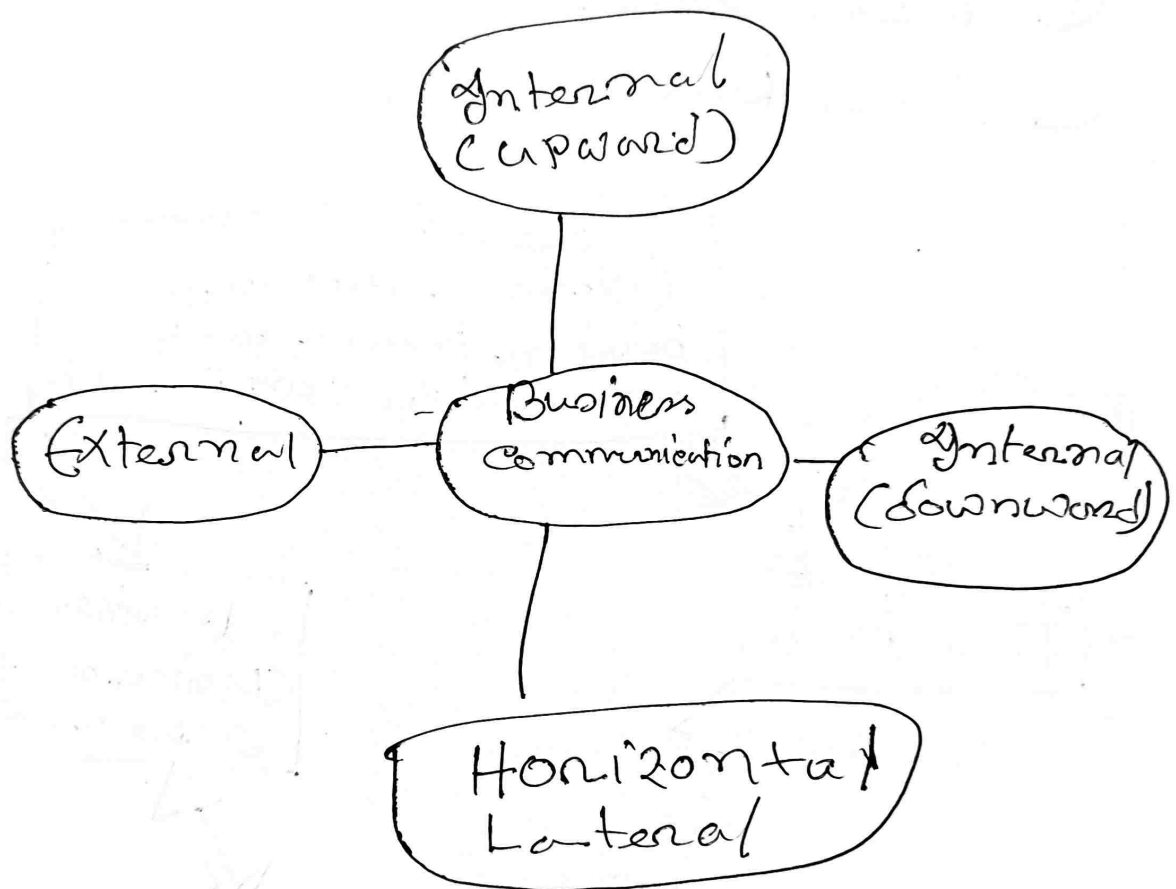 Internal
(upward)
Business
communication
External
Internal
(downward)
Horizontal
Lateral